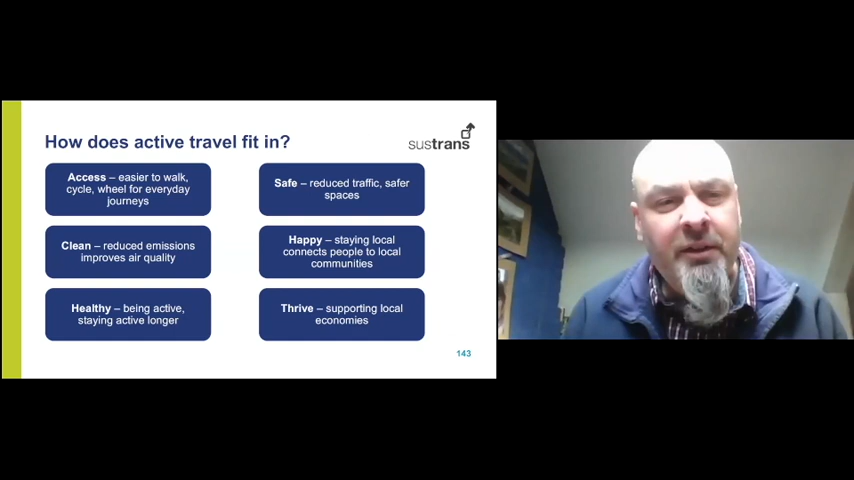 How does active travel fit in?
sustrans
Access – easier to walk,
cycle, wheel for everyday
journeys
Safe – reduced traffic, safer
spaces
Clean – reduced emissions
improves air quality
Happy – staying local
connects people to local
communities
Healthy – being active,
staying active longer
Thrive – supporting local
economies
143